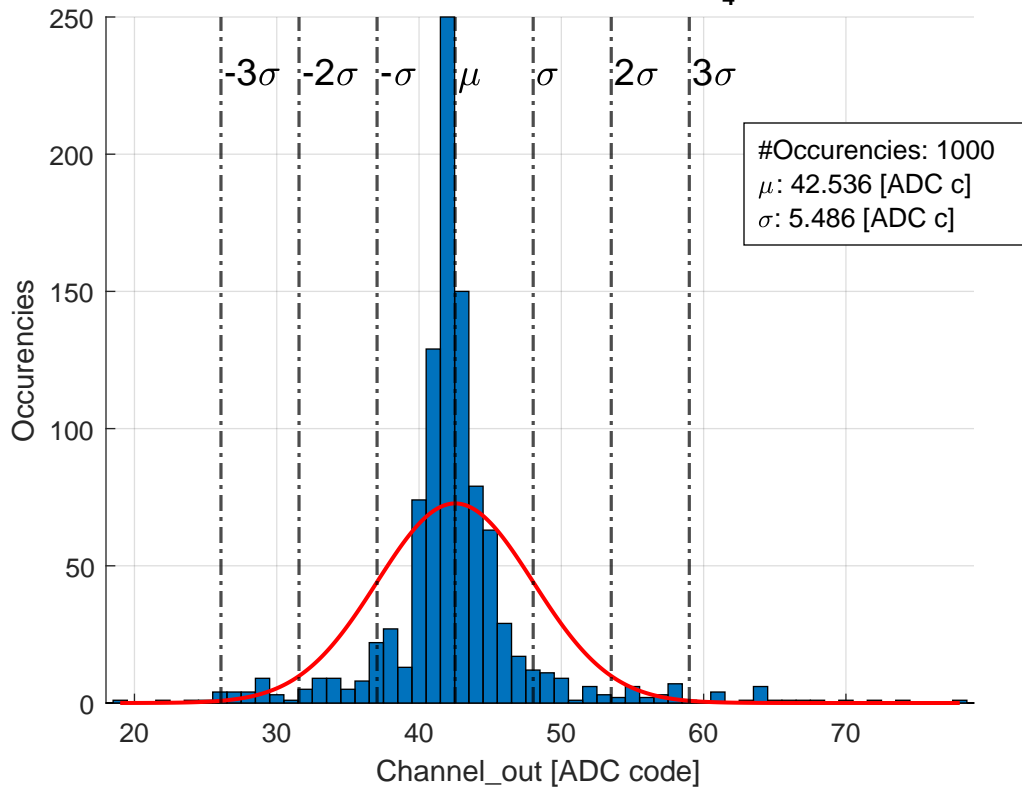 4
250
200
150
100
50
0
-3σ
-2σ
-σ
μ
σ
2σ
3σ
#Occurencies: 1000
μ: 42.536 [ADC c]
σ: 5.486 [ADC c]
Occurencies
20 30 40 50 60 70
Channel_out [ADC code]